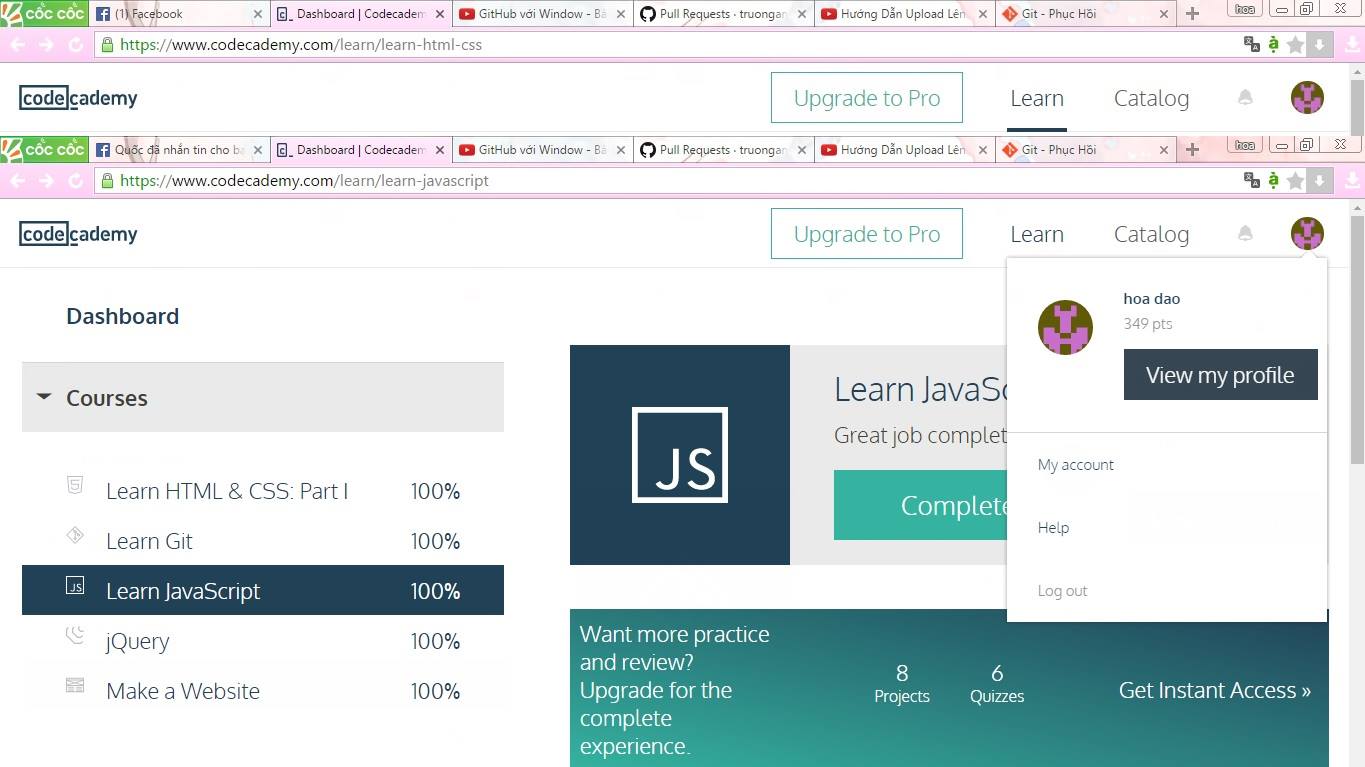 CỐC CỐC (1) Facebook Dashboard | Codecadem GitHub với Window - Bà Pull Requests · truongan Hướng Dẫn Upload Lên Git - Phục Hồi hoa
https://www.codecademy.com/learn/learn-html-css
codecademy Upgrade to Pro Learn Catalog
CỐC CỐC Quốc đã nhắn tin cho bạ Dashboard | Codecadem GitHub với Window - Bà Pull Requests · truongan Hướng Dẫn Upload Lên Git - Phục Hồi hoa
https://www.codecademy.com/learn/learn-javascript
codecademy Upgrade to Pro Learn Catalog
hoa dao
349 pts
View my profile
My account
Help
Log out
Dashboard
Courses
Learn HTML & CSS: Part I 100%
Learn Git 100%
JS Learn JavaScript 100%
jQuery 100%
Make a Website 100%
JS
Learn JavaSc
Great job complet
Complete
Want more practice
and review?
Upgrade for the
complete
experience.
8
Projects
6
Quizzes
Get Instant Access »